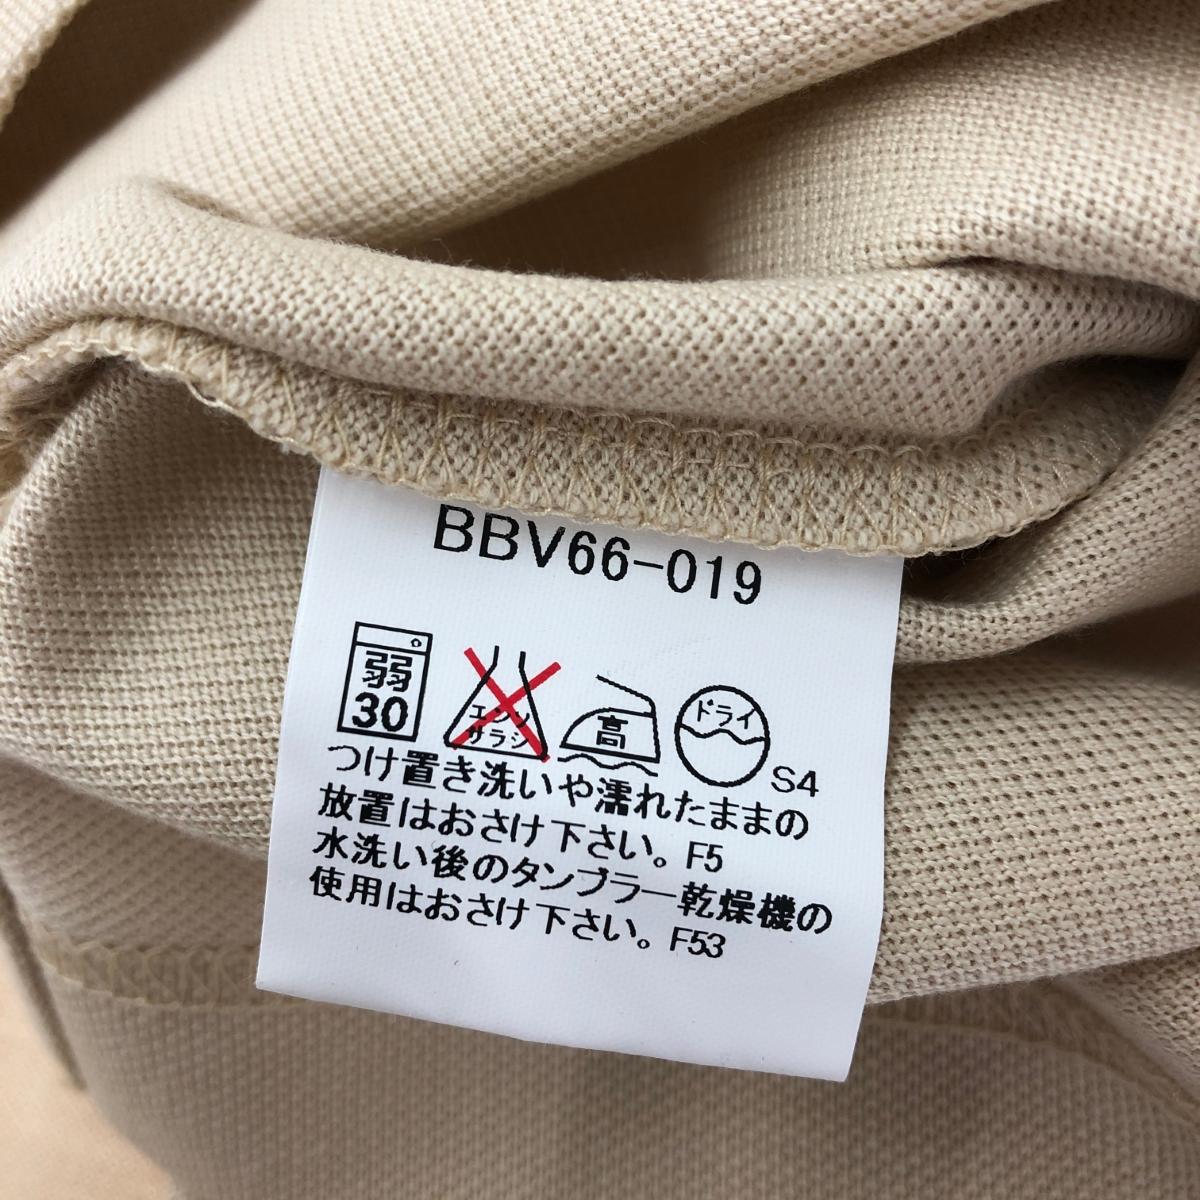 BBV66-019
弱 30
エンソ サラシ
高
ドライ
S4
つけ置き洗いや濡れたままの
放置はおさけ下さい。F5
水洗い後のタンブラー乾燥機の
使用はおさけ下さい。F53